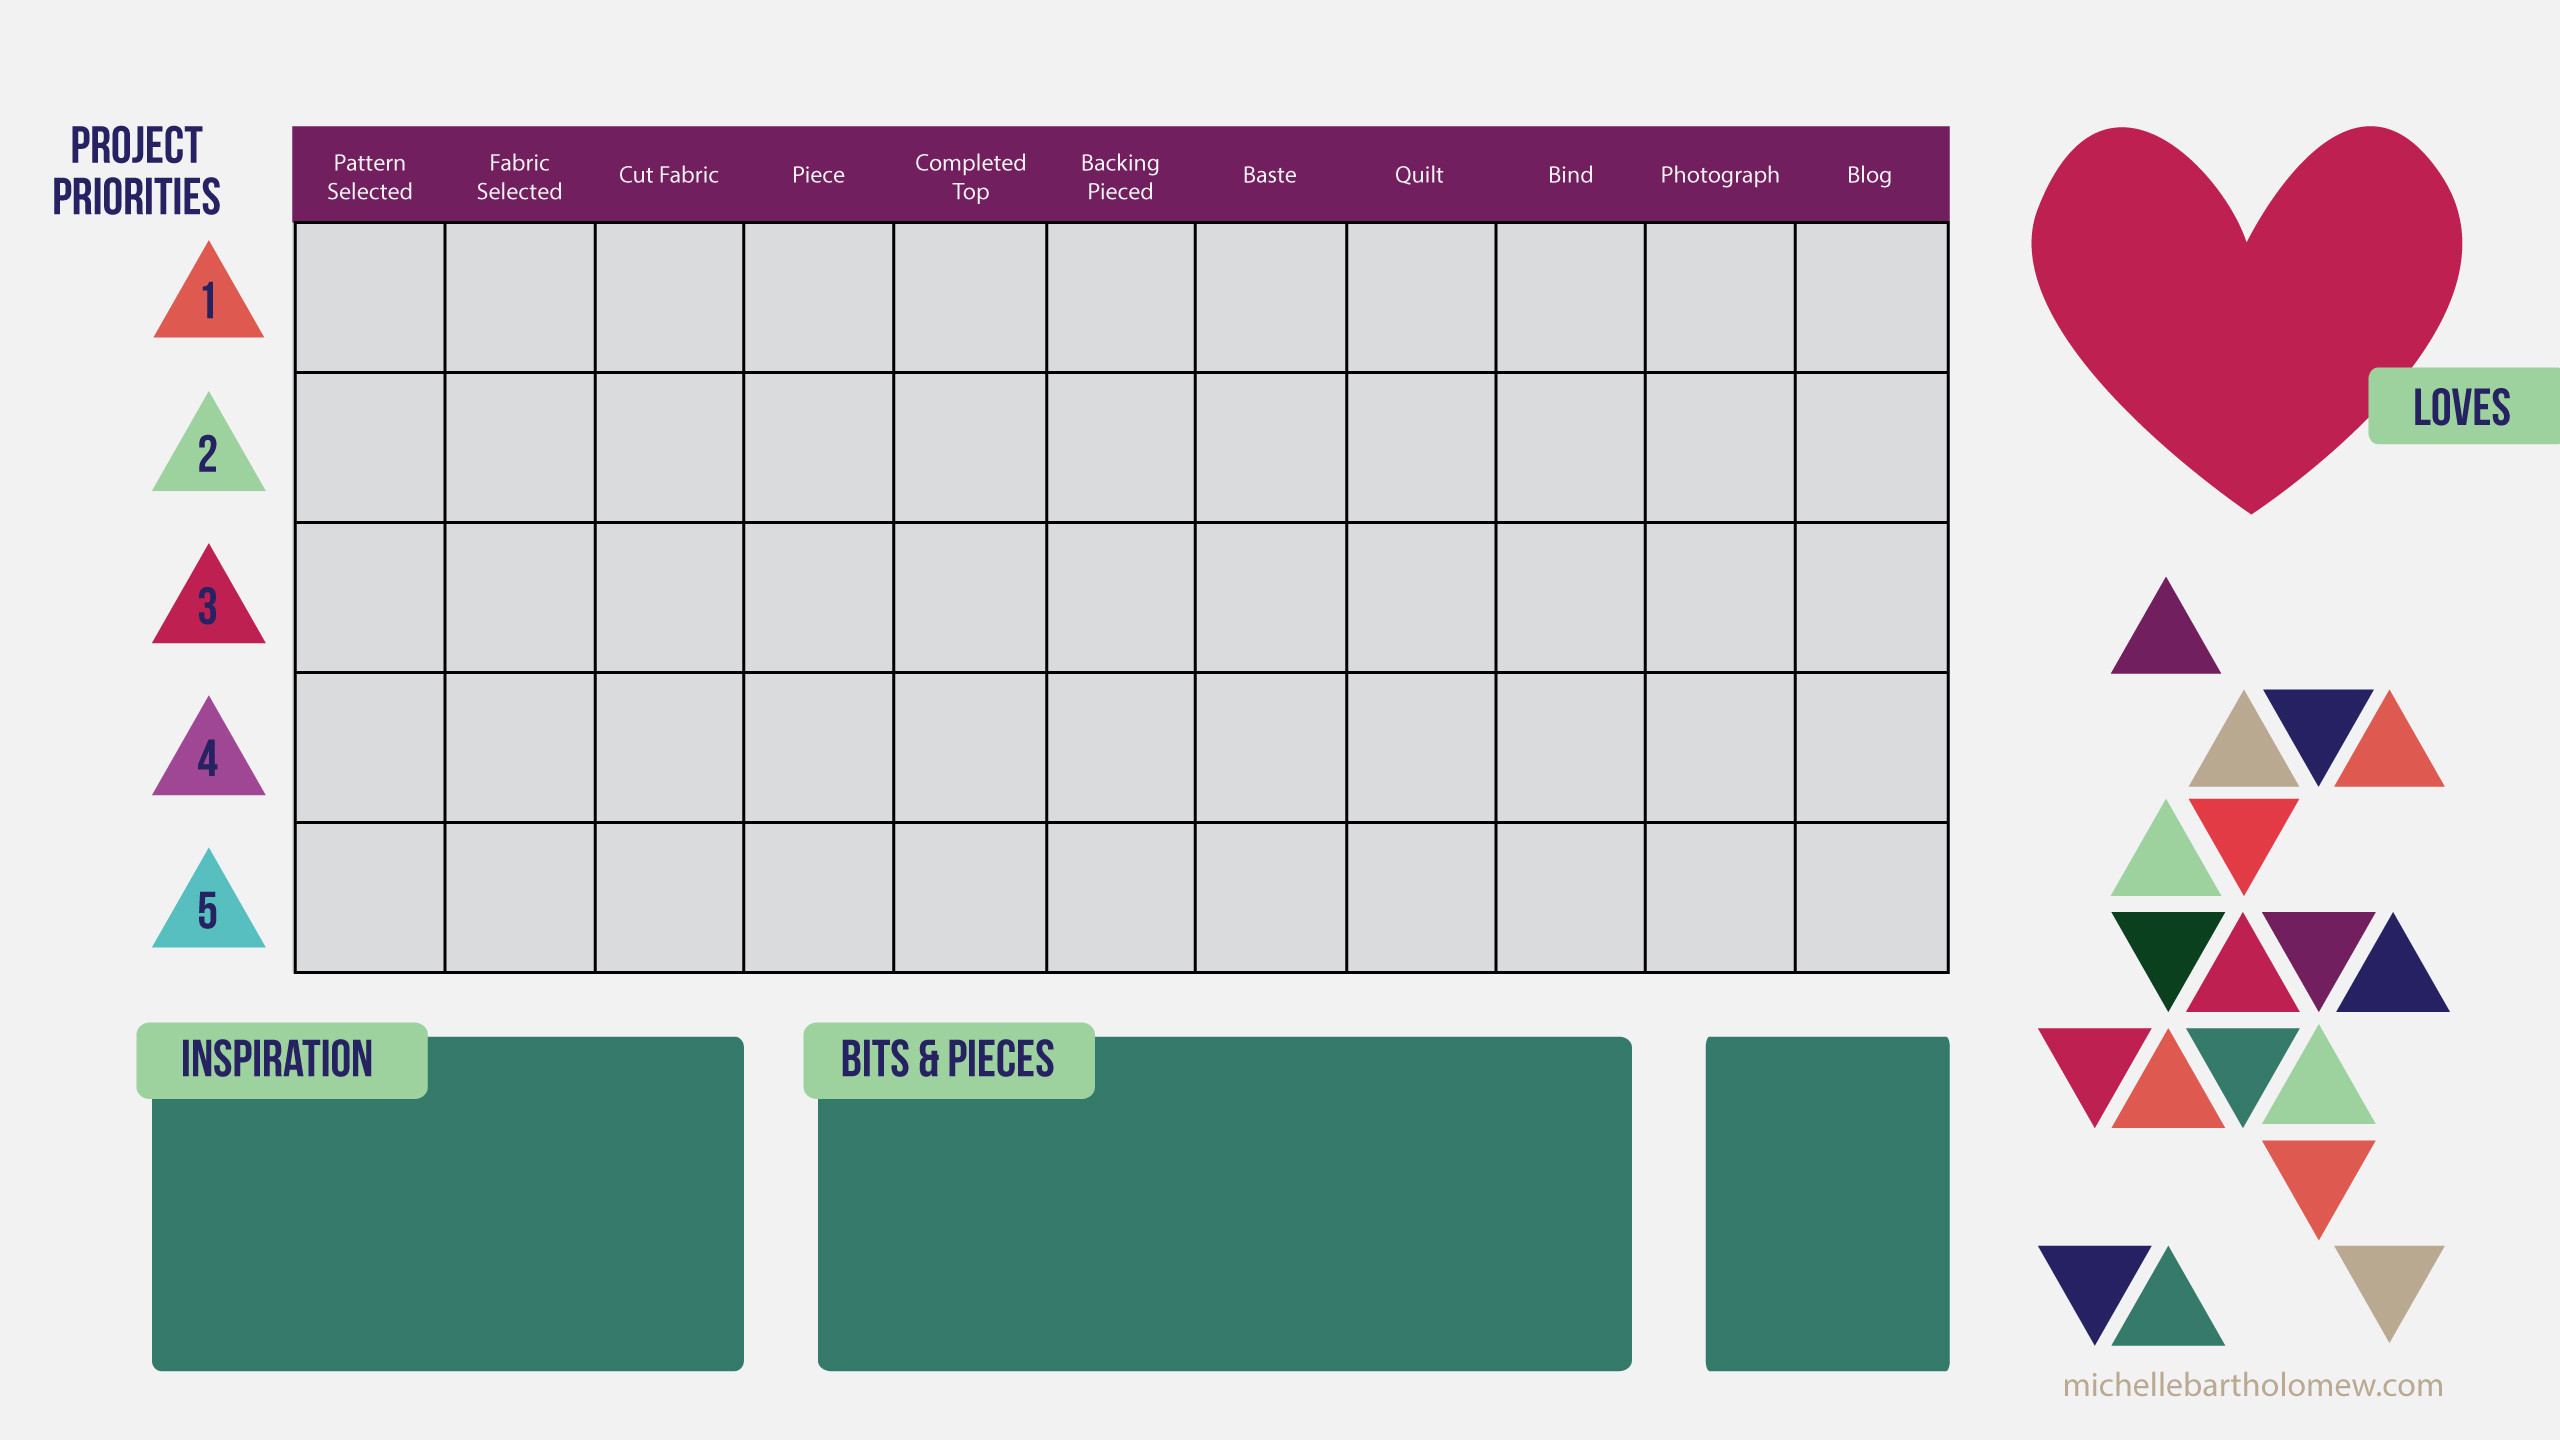 PROJECT
PRIORITIES
Pattern
Selected
Fabric
Selected
Cut Fabric
Piece
Completed
Top
Backing
Pieced
Baste
Quilt
Bind
Photograph
Blog
1
2
3
4
5
LOVES
INSPIRATION
BITS & PIECES
michellebartholomew.com